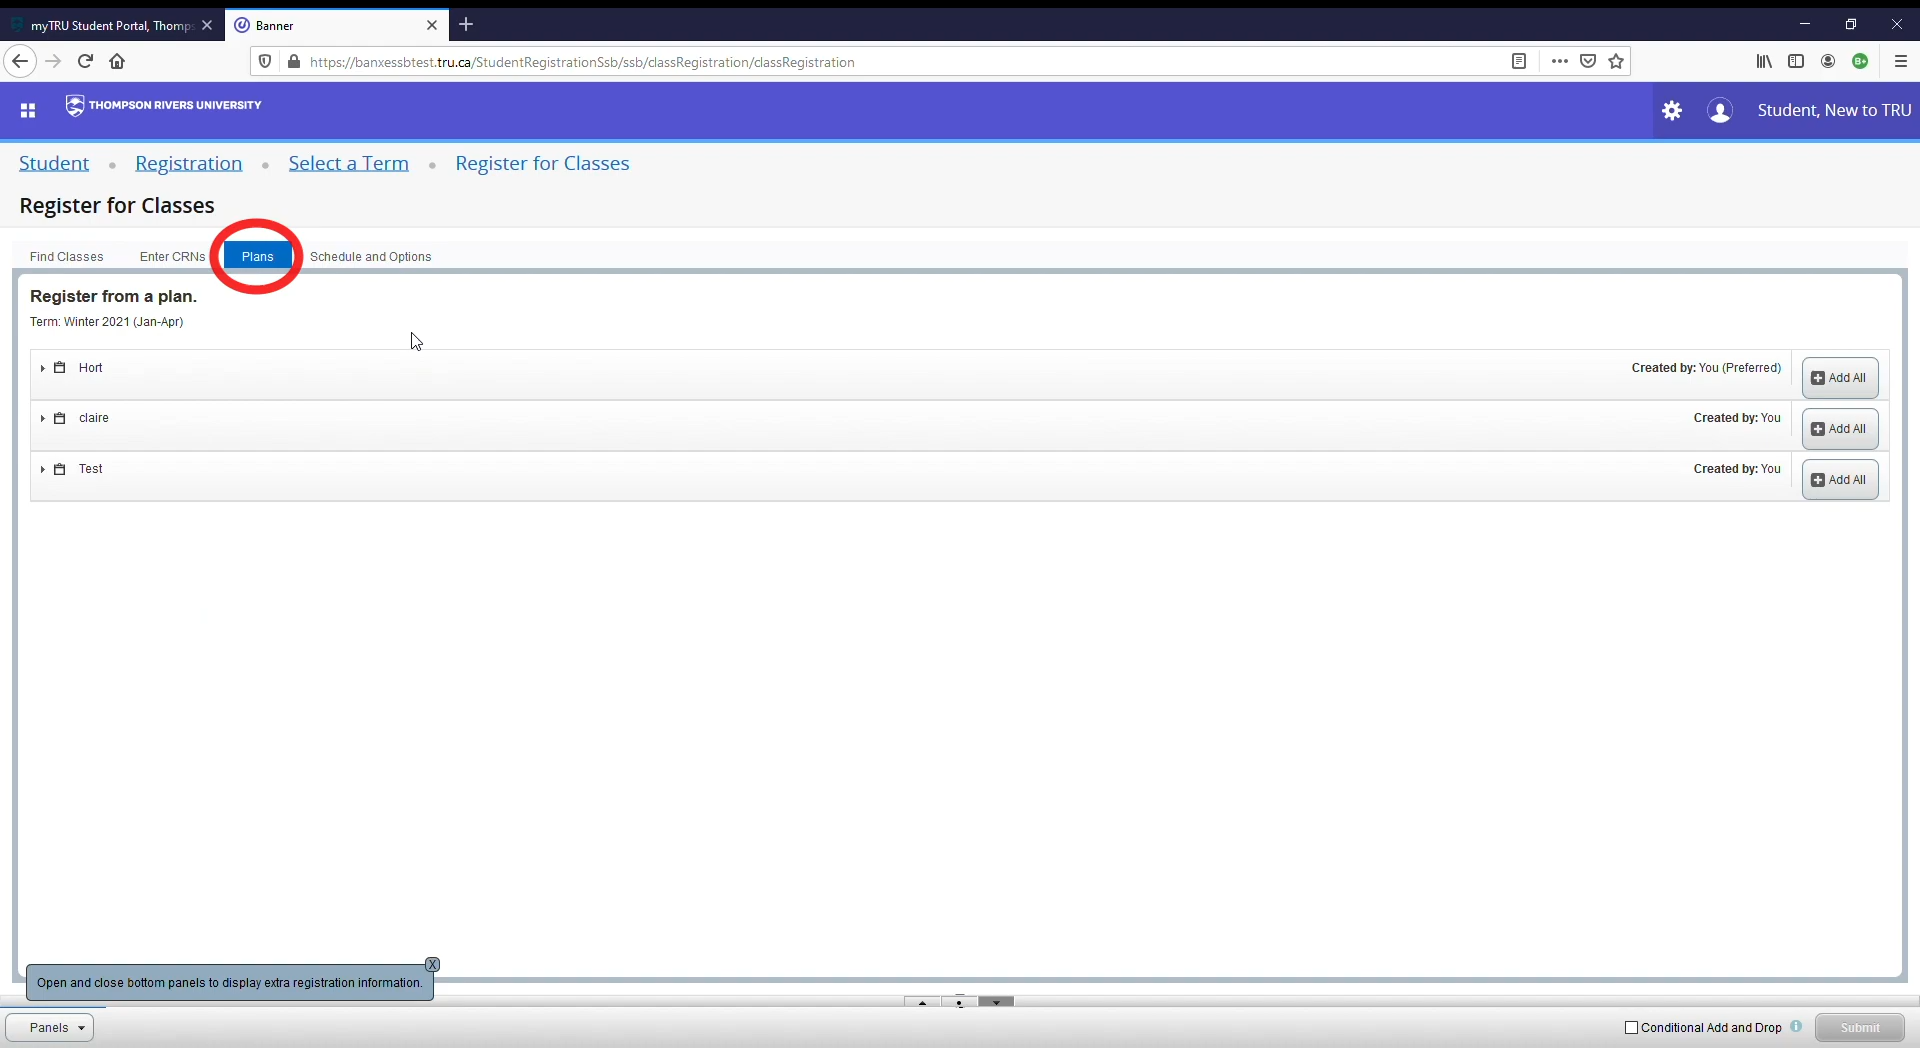 myTRU Student Portal, Thomps
Banner
https://banxessbtest.tru.ca/StudentRegistrationSsb/ssb/classRegistration/classRegistration
THOMPSON RIVERS UNIVERSITY
Student, New to TRU
Student • Registration • Select a Term • Register for Classes
Register for Classes
Find Classes Enter CRNs Plans Schedule and Options
Register from a plan.
Term: Winter 2021 (Jan-Apr)
Hort Created by: You (Preferred) Add All
claire Created by: You Add All
Test Created by: You Add All
X
Open and close bottom panels to display extra registration information.
Panels Conditional Add and Drop Submit